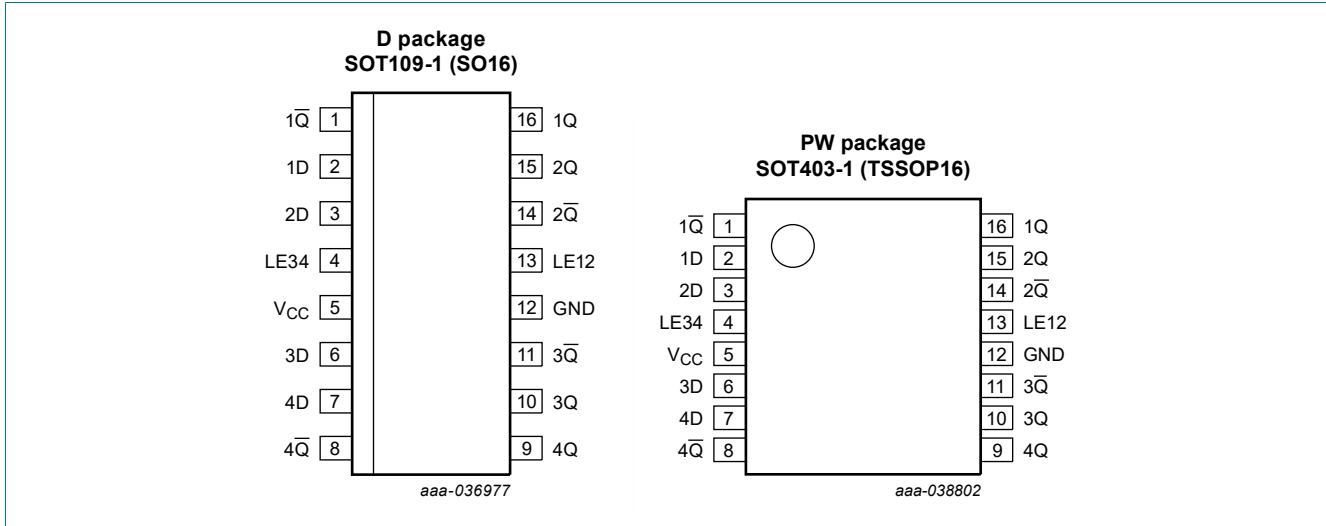 D package
SOT109-1 (SO16)
1Q̅ 1 16 1Q
1D 2 15 2Q
2D 3 14 2Q̅
LE34 4 13 LE12
VCC 5 12 GND
3D 6 11 3Q̅
4D 7 10 3Q
4Q̅ 8 9 4Q
aaa-036977
PW package
SOT403-1 (TSSOP16)
1Q̅ 1 16 1Q
1D 2 15 2Q
2D 3 14 2Q̅
LE34 4 13 LE12
VCC 5 12 GND
3D 6 11 3Q̅
4D 7 10 3Q
4Q̅ 8 9 4Q
aaa-038802